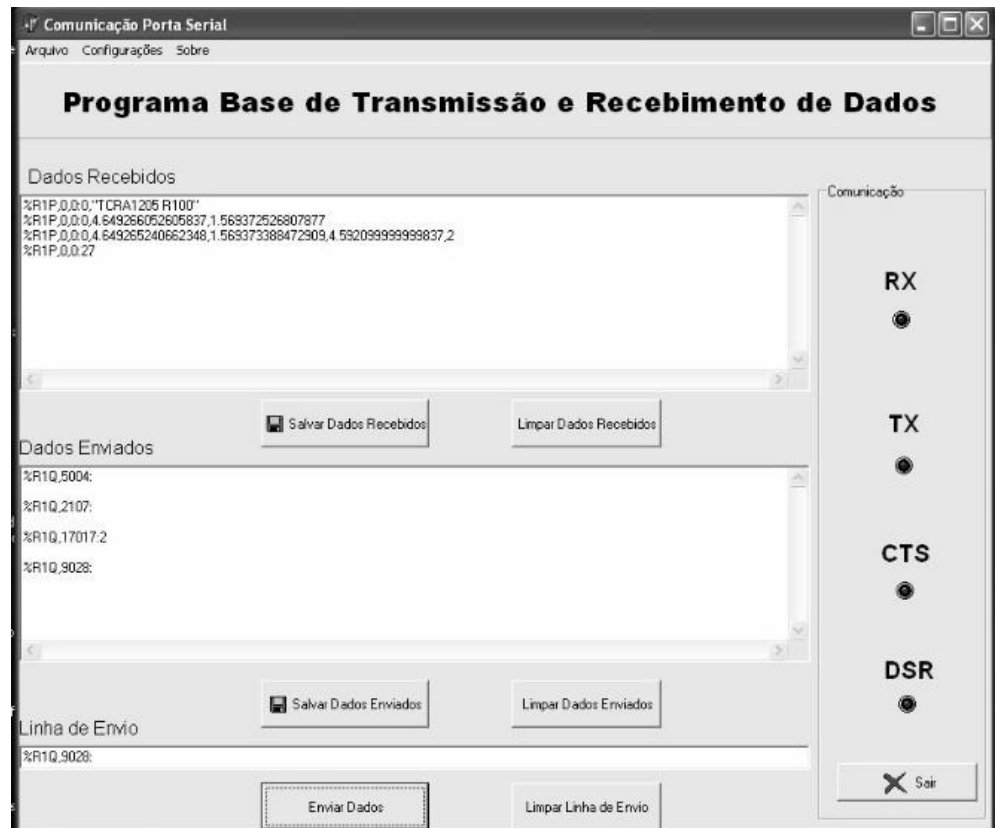 Comunicação Porta Serial
Arquivo Configurações Sobre
Programa Base de Transmissão e Recebimento de Dados
Dados Recebidos
%R1P,0,0:0,"TCRA1205 R100"
%R1P,0,0:0,4.649266052605837,1.569372526807877
%R1P,0,0:0,4.649265240662348,1.569373388472909,4.592099999999837,2
%R1P,0,0:27
Comunicação
RX
TX
CTS
DSR
Salvar Dados Recebidos
Limpar Dados Recebidos
Dados Enviados
%R1Q,5004:
%R1Q,2107:
%R1Q,17017:2
%R1Q,9028:
Salvar Dados Enviados
Limpar Dados Enviados
Linha de Envio
%R1Q,9028:
Enviar Dados
Limpar Linha de Envio
Sair